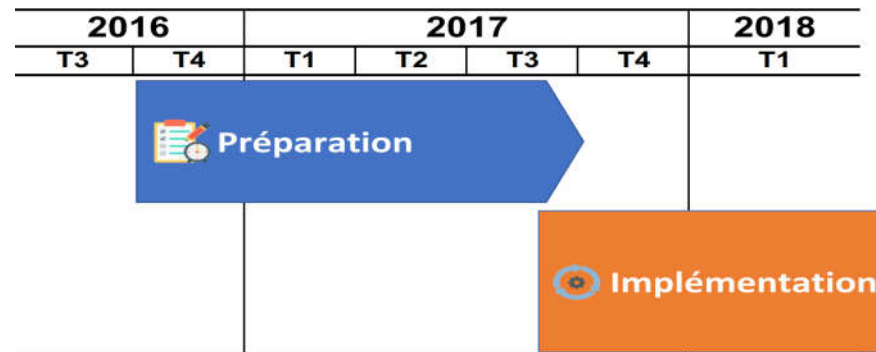 2016 2017 2018
T3 T4 T1 T2 T3 T4 T1
Préparation
Implémentation